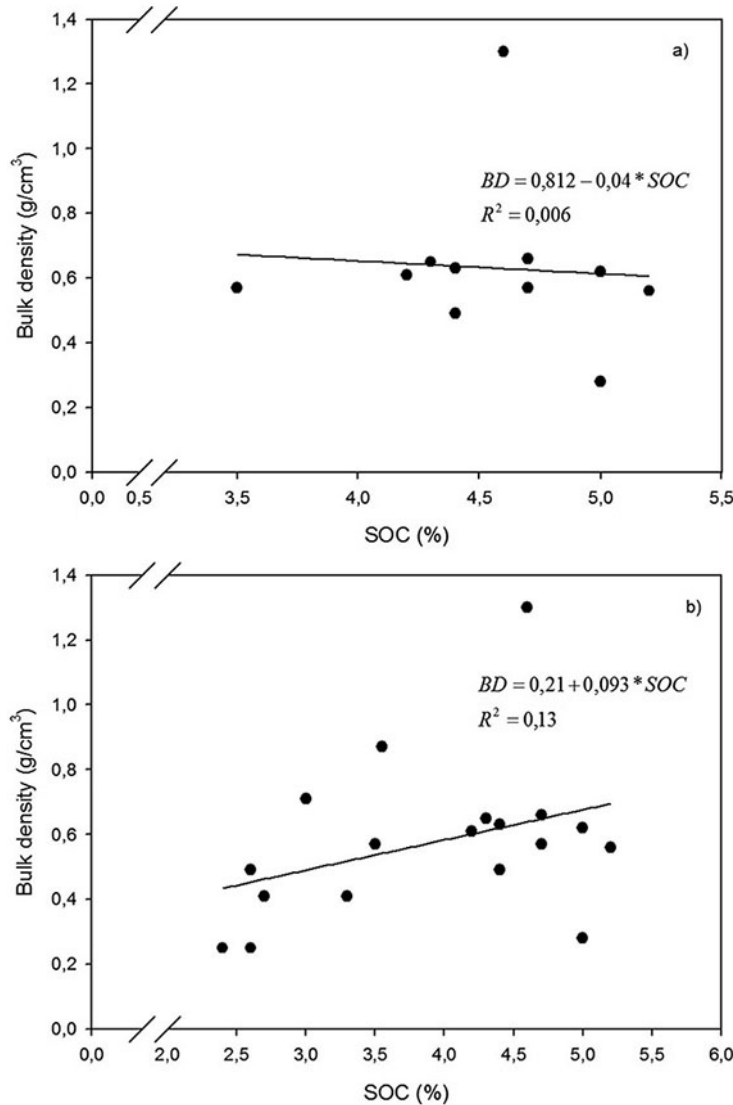 1,4
a)
1,2
1,0
BD = 0,812 – 0,04 * SOC
R² = 0,006
0,8
Bulk density (g/cm³)
0,6
0,4
0,2
0,0
0,0 0,5 3,5 4,0 4,5 5,0 5,5
SOC (%)
1,4
b)
1,2
BD = 0,21 + 0,093 * SOC
R² = 0,13
1,0
0,8
Bulk density (g/cm³)
0,6
0,4
0,2
0,0
0,0 2,0 2,5 3,0 3,5 4,0 4,5 5,0 5,5 6,0
SOC (%)